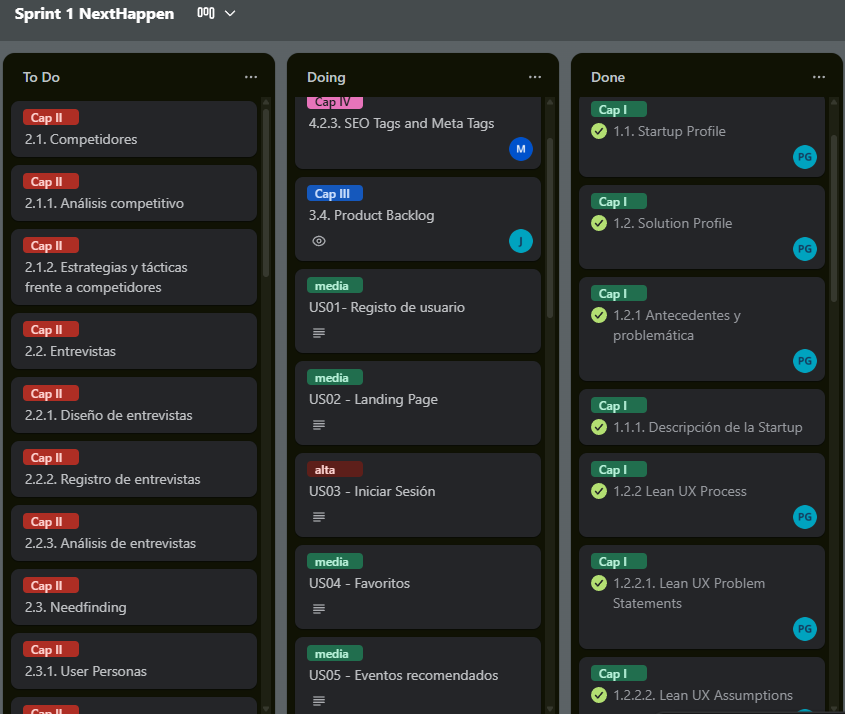 Sprint 1 NextHappen
To Do
Cap II
2.1. Competidores
Cap II
2.1.1. Análisis competitivo
Cap II
2.1.2. Estrategias y tácticas
frente a competidores
Cap II
2.2. Entrevistas
Cap II
2.2.1. Diseño de entrevistas
Cap II
2.2.2. Registro de entrevistas
Cap II
2.2.3. Análisis de entrevistas
Cap II
2.3. Needfinding
Cap II
2.3.1. User Personas
Cap II
Doing
Cap IV
4.2.3. SEO Tags and Meta Tags
M
Cap III
3.4. Product Backlog
J
media
US01- Registo de usuario
media
US02 - Landing Page
alta
US03 - Iniciar Sesión
media
US04 - Favoritos
media
US05 - Eventos recomendados
Done
Cap I
1.1. Startup Profile
PG
Cap I
1.2. Solution Profile
PG
Cap I
1.2.1 Antecedentes y
problemática
PG
Cap I
1.1.1. Descripción de la Startup
Cap I
1.2.2 Lean UX Process
PG
Cap I
1.2.2.1. Lean UX Problem
Statements
PG
Cap I
1.2.2.2. Lean UX Assumptions